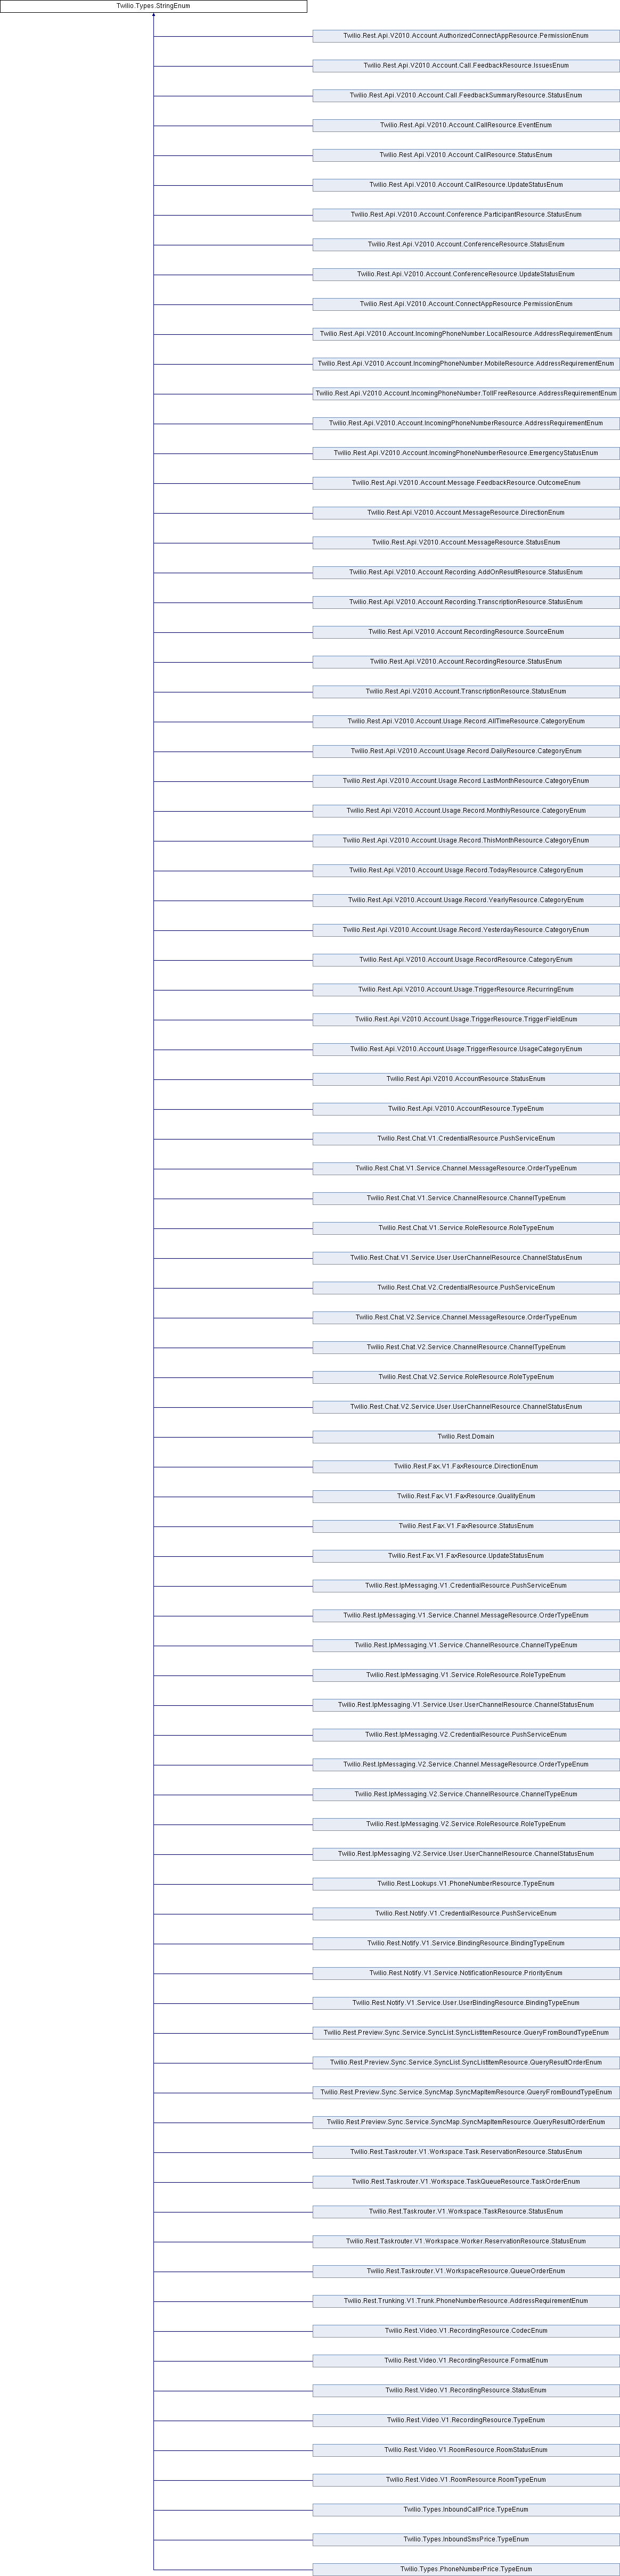 Twilio.Types.StringEnum
Twilio.Rest.Api.V2010.Account.AuthorizedConnectAppResource.PermissionEnum
Twilio.Rest.Api.V2010.Account.Call.FeedbackResource.IssuesEnum
Twilio.Rest.Api.V2010.Account.Call.FeedbackSummaryResource.StatusEnum
Twilio.Rest.Api.V2010.Account.CallResource.EventEnum
Twilio.Rest.Api.V2010.Account.CallResource.StatusEnum
Twilio.Rest.Api.V2010.Account.CallResource.UpdateStatusEnum
Twilio.Rest.Api.V2010.Account.Conference.ParticipantResource.StatusEnum
Twilio.Rest.Api.V2010.Account.ConferenceResource.StatusEnum
Twilio.Rest.Api.V2010.Account.ConferenceResource.UpdateStatusEnum
Twilio.Rest.Api.V2010.Account.ConnectAppResource.PermissionEnum
Twilio.Rest.Api.V2010.Account.IncomingPhoneNumber.LocalResource.AddressRequirementEnum
Twilio.Rest.Api.V2010.Account.IncomingPhoneNumber.MobileResource.AddressRequirementEnum
Twilio.Rest.Api.V2010.Account.IncomingPhoneNumber.TollFreeResource.AddressRequirementEnum
Twilio.Rest.Api.V2010.Account.IncomingPhoneNumberResource.AddressRequirementEnum
Twilio.Rest.Api.V2010.Account.IncomingPhoneNumberResource.EmergencyStatusEnum
Twilio.Rest.Api.V2010.Account.Message.FeedbackResource.OutcomeEnum
Twilio.Rest.Api.V2010.Account.MessageResource.DirectionEnum
Twilio.Rest.Api.V2010.Account.MessageResource.StatusEnum
Twilio.Rest.Api.V2010.Account.Recording.AddOnResultResource.StatusEnum
Twilio.Rest.Api.V2010.Account.Recording.TranscriptionResource.StatusEnum
Twilio.Rest.Api.V2010.Account.RecordingResource.SourceEnum
Twilio.Rest.Api.V2010.Account.RecordingResource.StatusEnum
Twilio.Rest.Api.V2010.Account.TranscriptionResource.StatusEnum
Twilio.Rest.Api.V2010.Account.Usage.Record.AllTimeResource.CategoryEnum
Twilio.Rest.Api.V2010.Account.Usage.Record.DailyResource.CategoryEnum
Twilio.Rest.Api.V2010.Account.Usage.Record.LastMonthResource.CategoryEnum
Twilio.Rest.Api.V2010.Account.Usage.Record.MonthlyResource.CategoryEnum
Twilio.Rest.Api.V2010.Account.Usage.Record.ThisMonthResource.CategoryEnum
Twilio.Rest.Api.V2010.Account.Usage.Record.TodayResource.CategoryEnum
Twilio.Rest.Api.V2010.Account.Usage.Record.YearlyResource.CategoryEnum
Twilio.Rest.Api.V2010.Account.Usage.Record.YesterdayResource.CategoryEnum
Twilio.Rest.Api.V2010.Account.Usage.RecordResource.CategoryEnum
Twilio.Rest.Api.V2010.Account.Usage.TriggerResource.RecurringEnum
Twilio.Rest.Api.V2010.Account.Usage.TriggerResource.TriggerFieldEnum
Twilio.Rest.Api.V2010.Account.Usage.TriggerResource.UsageCategoryEnum
Twilio.Rest.Api.V2010.AccountResource.StatusEnum
Twilio.Rest.Api.V2010.AccountResource.TypeEnum
Twilio.Rest.Chat.V1.CredentialResource.PushServiceEnum
Twilio.Rest.Chat.V1.Service.Channel.MessageResource.OrderTypeEnum
Twilio.Rest.Chat.V1.Service.ChannelResource.ChannelTypeEnum
Twilio.Rest.Chat.V1.Service.RoleResource.RoleTypeEnum
Twilio.Rest.Chat.V1.Service.User.UserChannelResource.ChannelStatusEnum
Twilio.Rest.Chat.V2.CredentialResource.PushServiceEnum
Twilio.Rest.Chat.V2.Service.Channel.MessageResource.OrderTypeEnum
Twilio.Rest.Chat.V2.Service.ChannelResource.ChannelTypeEnum
Twilio.Rest.Chat.V2.Service.RoleResource.RoleTypeEnum
Twilio.Rest.Chat.V2.Service.User.UserChannelResource.ChannelStatusEnum
Twilio.Rest.Domain
Twilio.Rest.Fax.V1.FaxResource.DirectionEnum
Twilio.Rest.Fax.V1.FaxResource.QualityEnum
Twilio.Rest.Fax.V1.FaxResource.StatusEnum
Twilio.Rest.Fax.V1.FaxResource.UpdateStatusEnum
Twilio.Rest.IpMessaging.V1.CredentialResource.PushServiceEnum
Twilio.Rest.IpMessaging.V1.Service.Channel.MessageResource.OrderTypeEnum
Twilio.Rest.IpMessaging.V1.Service.ChannelResource.ChannelTypeEnum
Twilio.Rest.IpMessaging.V1.Service.RoleResource.RoleTypeEnum
Twilio.Rest.IpMessaging.V1.Service.User.UserChannelResource.ChannelStatusEnum
Twilio.Rest.IpMessaging.V2.CredentialResource.PushServiceEnum
Twilio.Rest.IpMessaging.V2.Service.Channel.MessageResource.OrderTypeEnum
Twilio.Rest.IpMessaging.V2.Service.ChannelResource.ChannelTypeEnum
Twilio.Rest.IpMessaging.V2.Service.RoleResource.RoleTypeEnum
Twilio.Rest.IpMessaging.V2.Service.User.UserChannelResource.ChannelStatusEnum
Twilio.Rest.Lookups.V1.PhoneNumberResource.TypeEnum
Twilio.Rest.Notify.V1.CredentialResource.PushServiceEnum
Twilio.Rest.Notify.V1.Service.BindingResource.BindingTypeEnum
Twilio.Rest.Notify.V1.Service.NotificationResource.PriorityEnum
Twilio.Rest.Notify.V1.Service.User.UserBindingResource.BindingTypeEnum
Twilio.Rest.Preview.Sync.Service.SyncList.SyncListItemResource.QueryFromBoundTypeEnum
Twilio.Rest.Preview.Sync.Service.SyncList.SyncListItemResource.QueryResultOrderEnum
Twilio.Rest.Preview.Sync.Service.SyncMap.SyncMapItemResource.QueryFromBoundTypeEnum
Twilio.Rest.Preview.Sync.Service.SyncMap.SyncMapItemResource.QueryResultOrderEnum
Twilio.Rest.Taskrouter.V1.Workspace.Task.ReservationResource.StatusEnum
Twilio.Rest.Taskrouter.V1.Workspace.TaskQueueResource.TaskOrderEnum
Twilio.Rest.Taskrouter.V1.Workspace.TaskResource.StatusEnum
Twilio.Rest.Taskrouter.V1.Workspace.Worker.ReservationResource.StatusEnum
Twilio.Rest.Taskrouter.V1.WorkspaceResource.QueueOrderEnum
Twilio.Rest.Trunking.V1.Trunk.PhoneNumberResource.AddressRequirementEnum
Twilio.Rest.Video.V1.RecordingResource.CodecEnum
Twilio.Rest.Video.V1.RecordingResource.FormatEnum
Twilio.Rest.Video.V1.RecordingResource.StatusEnum
Twilio.Rest.Video.V1.RecordingResource.TypeEnum
Twilio.Rest.Video.V1.RoomResource.RoomStatusEnum
Twilio.Rest.Video.V1.RoomResource.RoomTypeEnum
Twilio.Types.InboundCallPrice.TypeEnum
Twilio.Types.InboundSmsPrice.TypeEnum
Twilio.Types.PhoneNumberPrice.TypeEnum